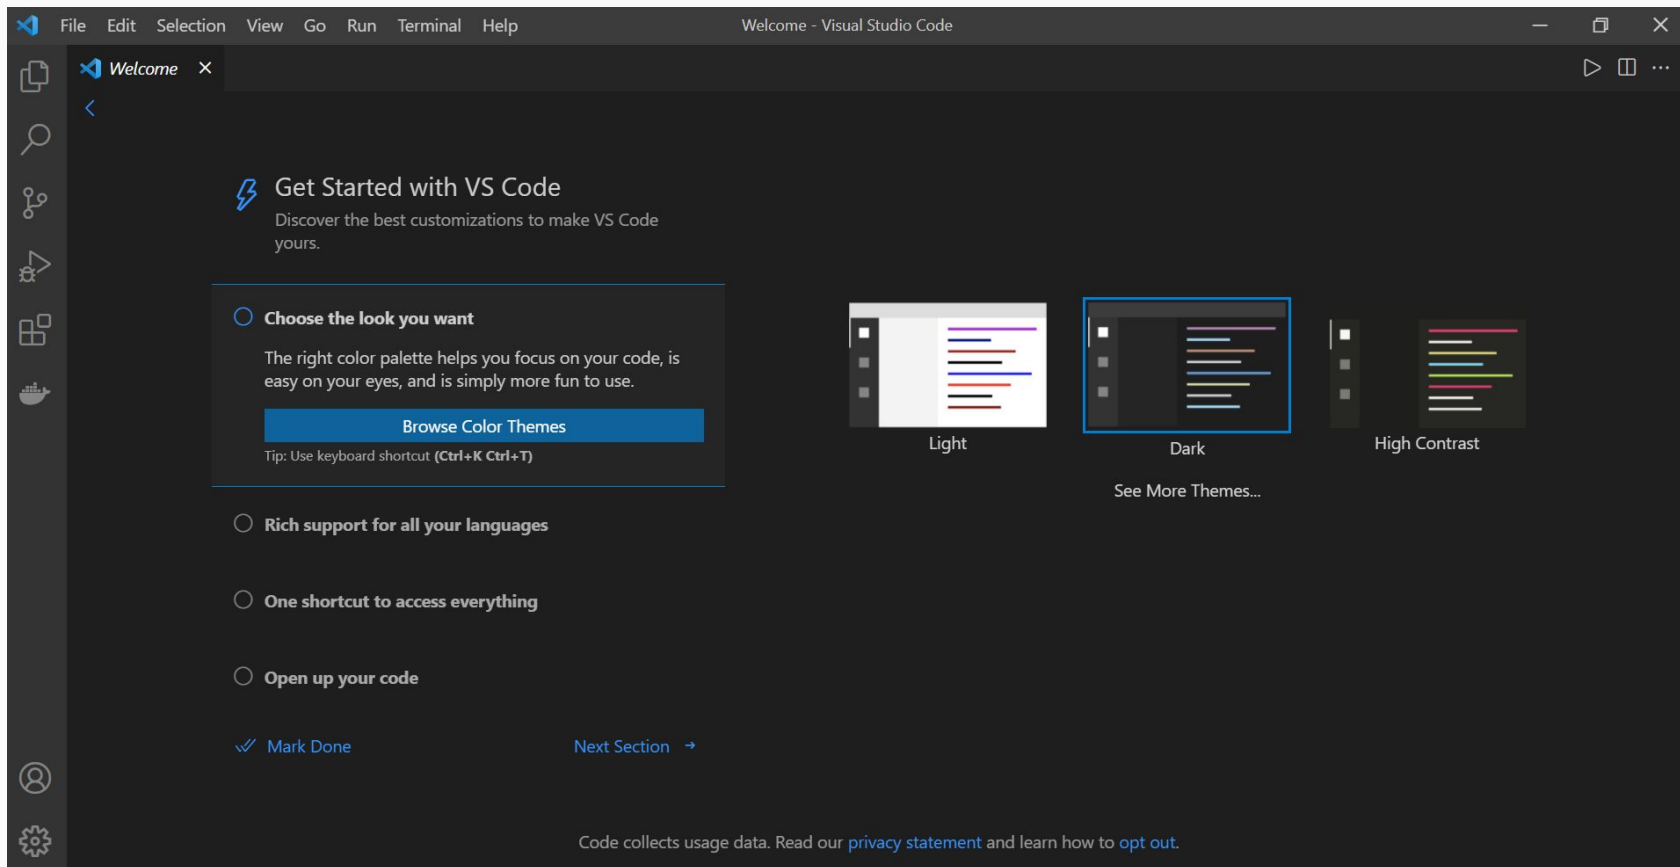 File Edit Selection View Go Run Terminal Help
Welcome - Visual Studio Code
Welcome
Get Started with VS Code
Discover the best customizations to make VS Code
yours.
Choose the look you want
The right color palette helps you focus on your code, is
easy on your eyes, and is simply more fun to use.
Browse Color Themes
Tip: Use keyboard shortcut (Ctrl+K Ctrl+T)
Rich support for all your languages
One shortcut to access everything
Open up your code
Mark Done
Next Section
Light
Dark
High Contrast
See More Themes...
Code collects usage data. Read our privacy statement and learn how to opt out.